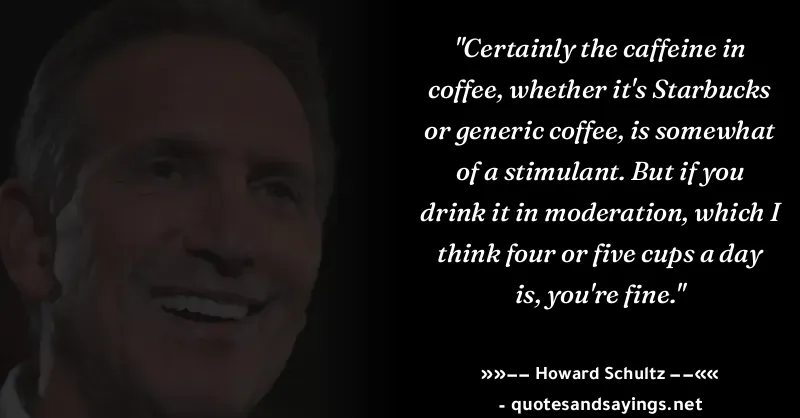 "Certainly the caffeine in
coffee, whether it's Starbucks
or generic coffee, is somewhat
of a stimulant. But if you
drink it in moderation, which I
think four or five cups a day
is, you're fine."
»»–– Howard Schultz ––««
- quotesandsayings.net